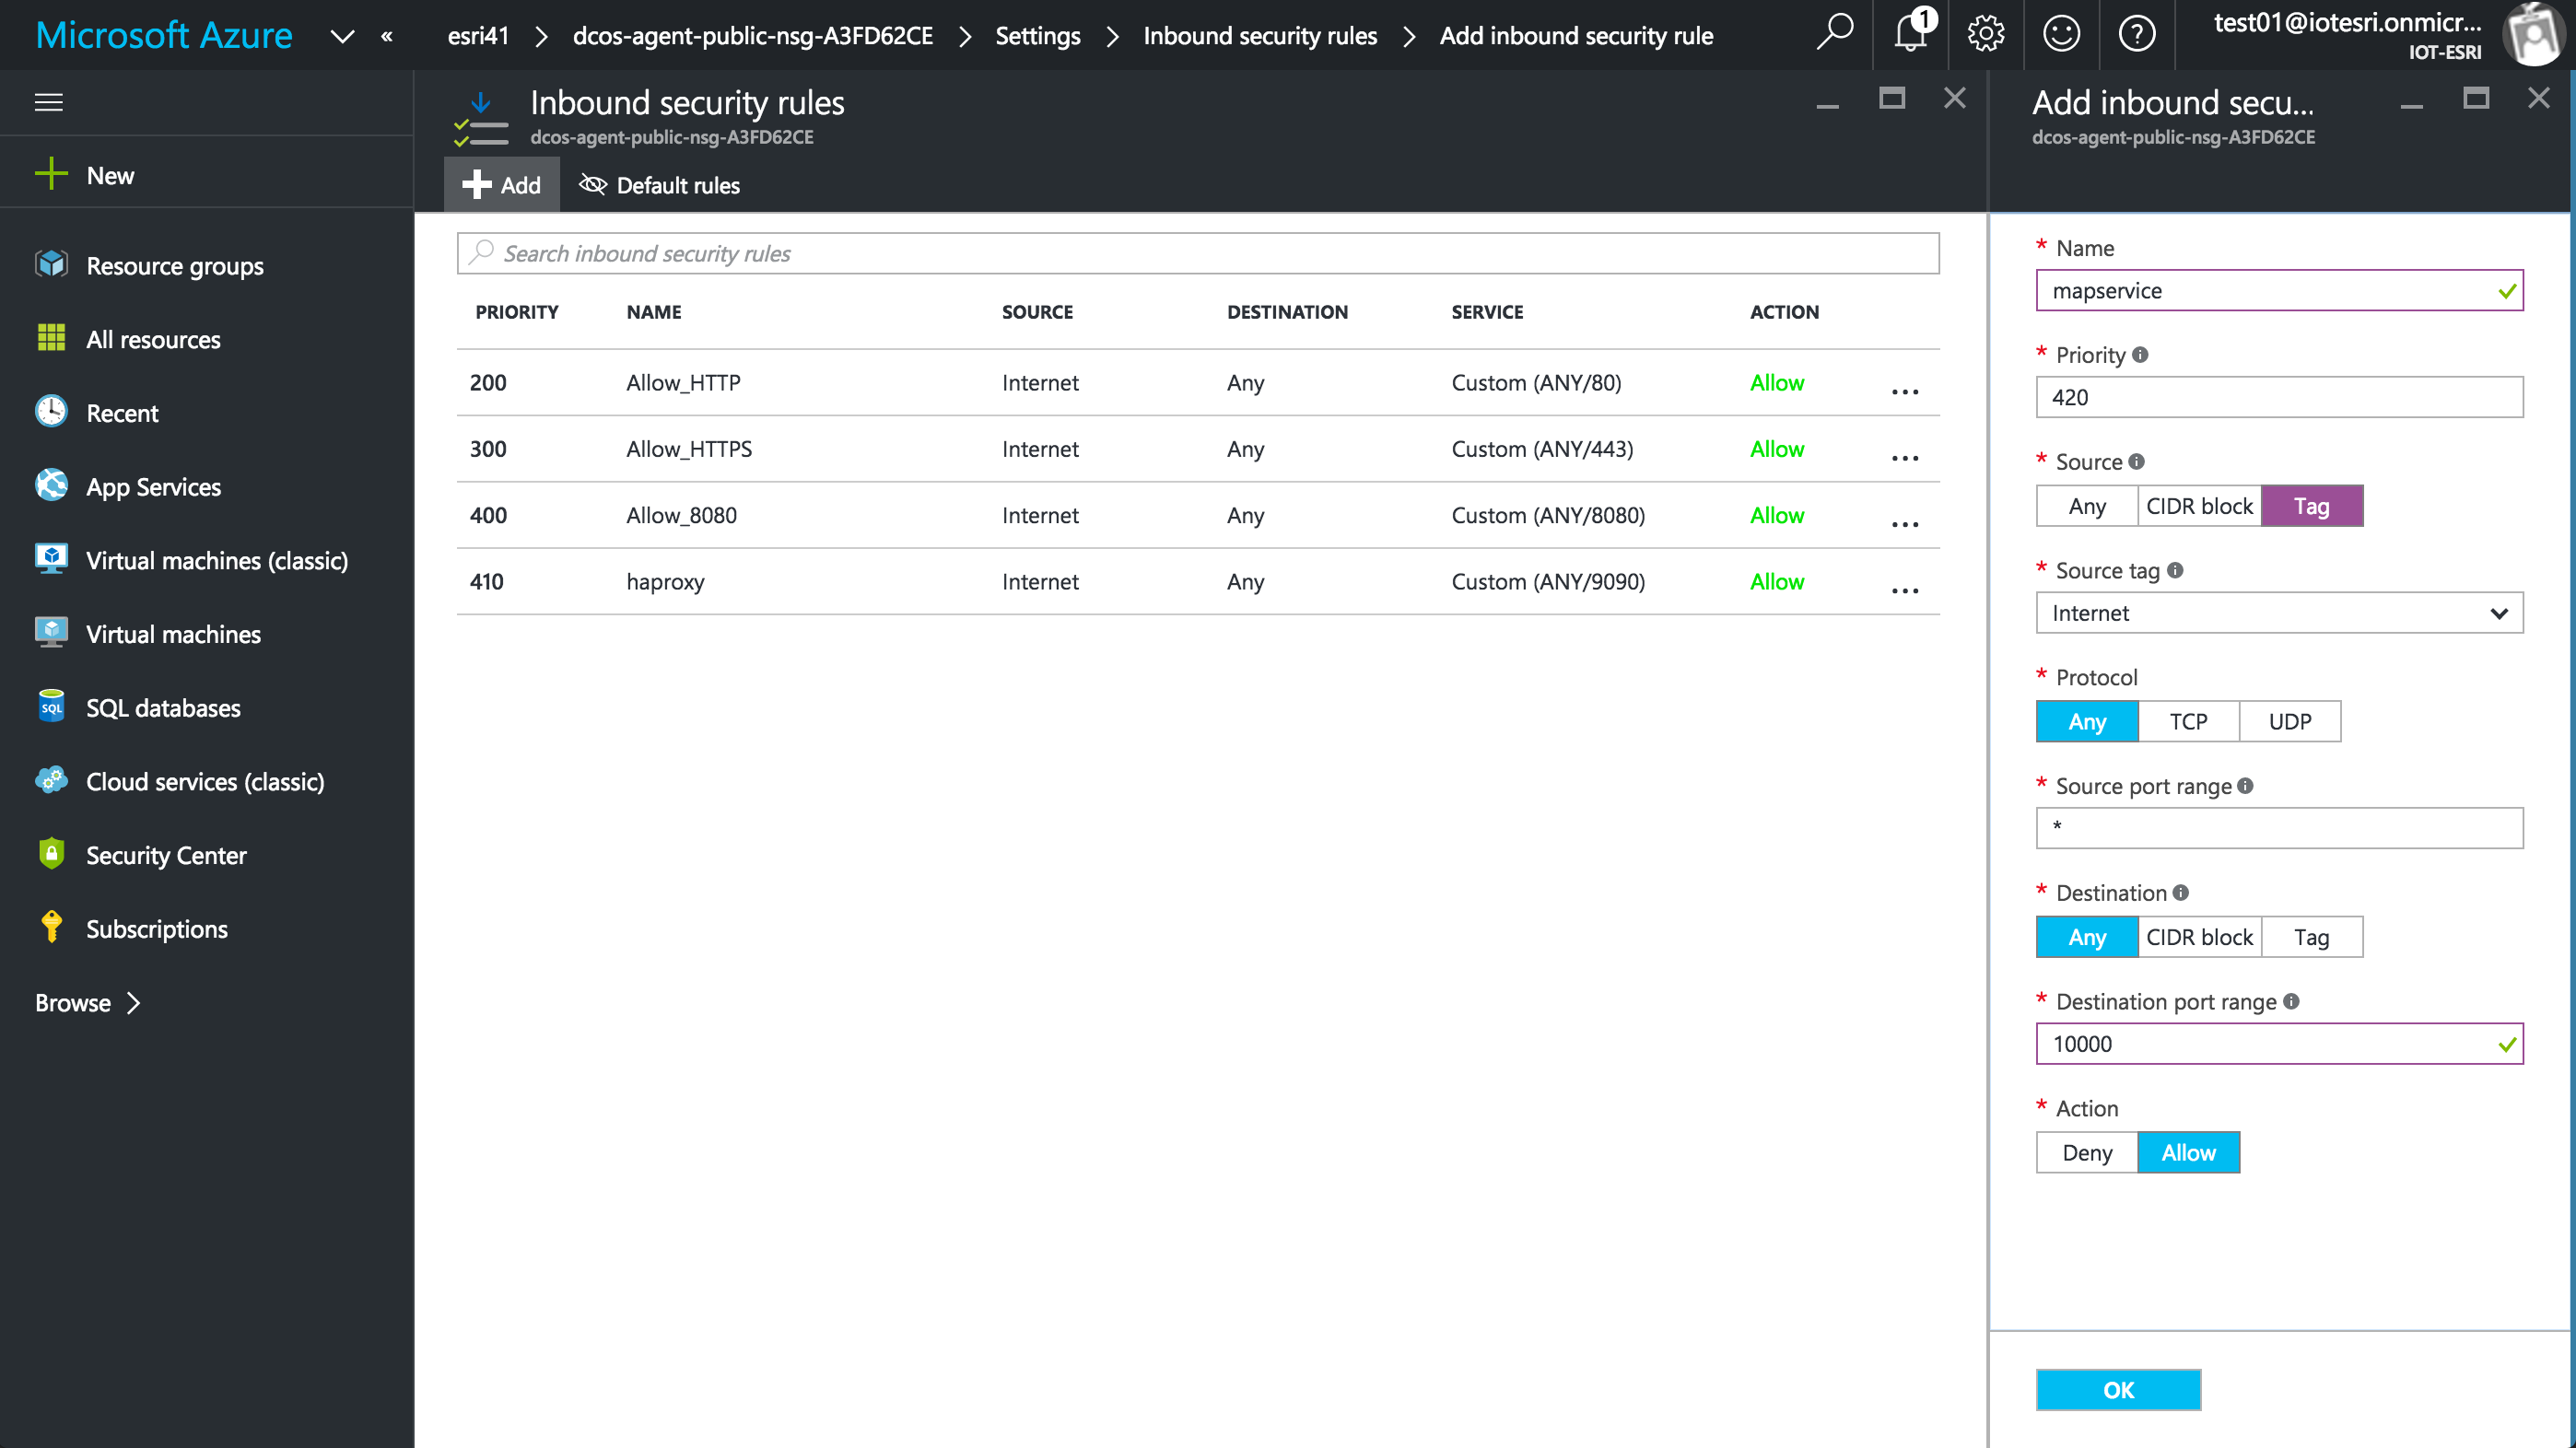 Microsoft Azure
« esri41 > dcos-agent-public-nsg-A3FD62CE > Settings > Inbound security rules > Add inbound security rule
1
?
test01@iotesri.onmicr...
IOT-ESRI
New
Resource groups
All resources
Recent
App Services
Virtual machines (classic)
Virtual machines
SQL
SQL databases
Cloud services (classic)
Security Center
Subscriptions
Browse >
Inbound security rules
dcos-agent-public-nsg-A3FD62CE
Add
Default rules
Search inbound security rules
PRIORITY NAME SOURCE DESTINATION SERVICE ACTION
200 Allow_HTTP Internet Any Custom (ANY/80) Allow ...
300 Allow_HTTPS Internet Any Custom (ANY/443) Allow ...
400 Allow_8080 Internet Any Custom (ANY/8080) Allow ...
410 haproxy Internet Any Custom (ANY/9090) Allow ...
Add inbound secu...
dcos-agent-public-nsg-A3FD62CE
* Name
mapservice
* Priority
420
* Source
Any CIDR block Tag
* Source tag
Internet
* Protocol
Any TCP UDP
* Source port range
*
* Destination
Any CIDR block Tag
* Destination port range
10000
* Action
Deny Allow
OK